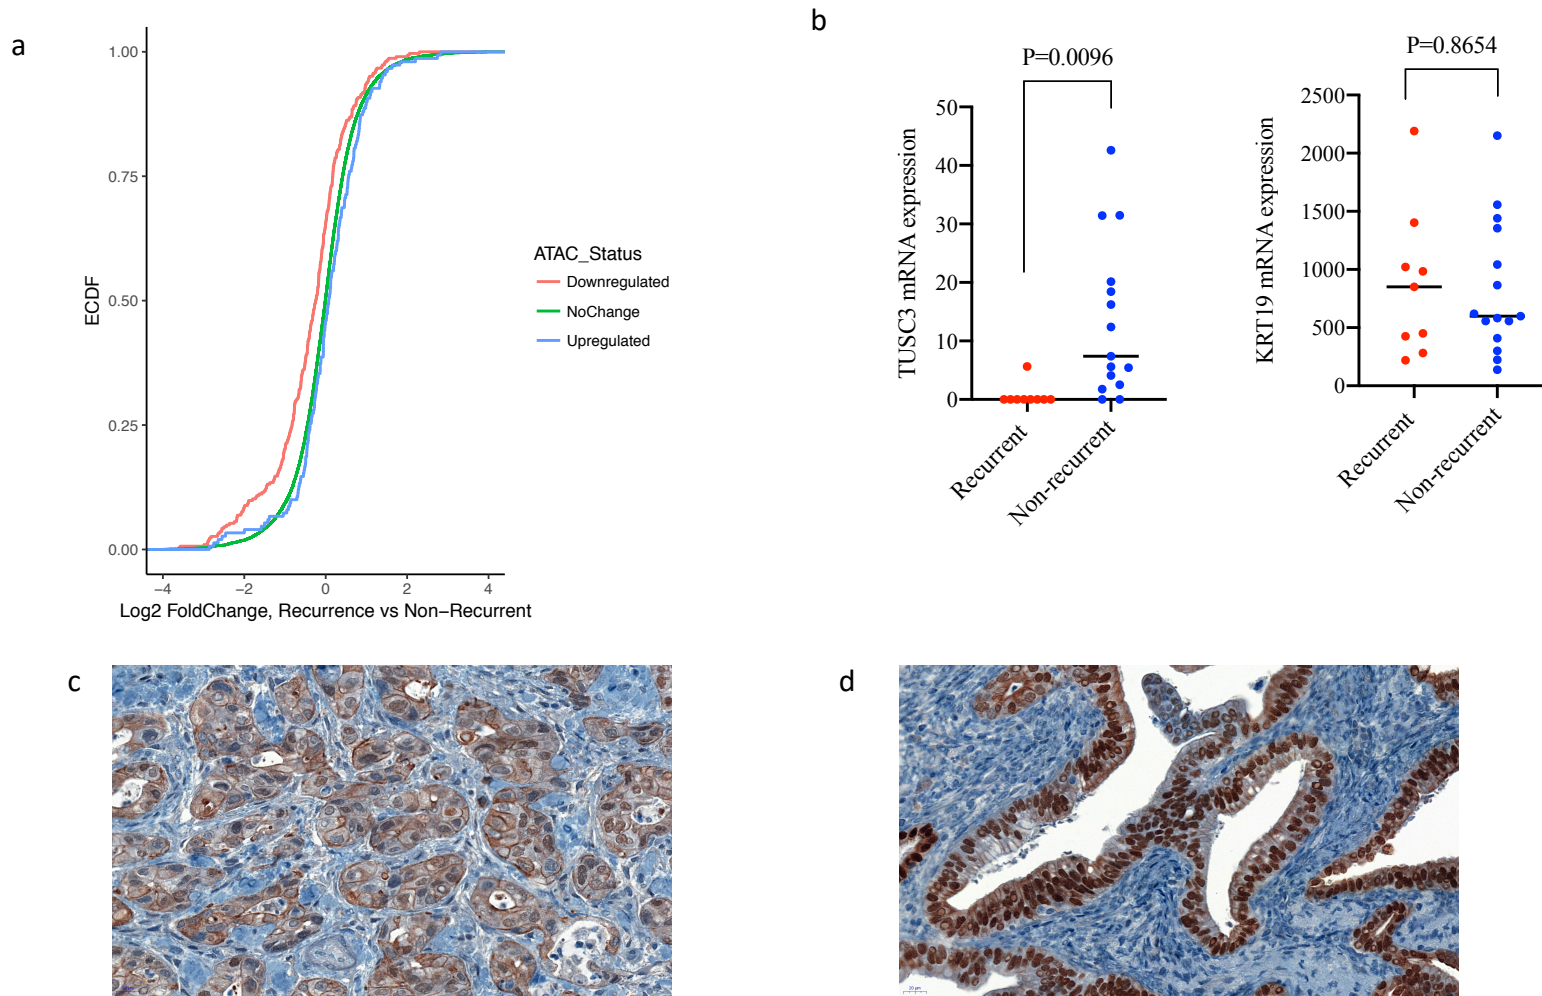 a
1.00
0.75
0.50
0.25
0.00
ECDF
−4
−2
0
2
4
Log2 FoldChange, Recurrence vs Non−Recurrent
ATAC_Status
Downregulated
NoChange
Upregulated
b
P=0.0096
50
40
30
20
10
0
TUSC3 mRNA expression
Recurrent
Non-recurrent
P=0.8654
2500
2000
1500
1000
500
0
KRT19 mRNA expression
Recurrent
Non-recurrent
c
d
20 µm